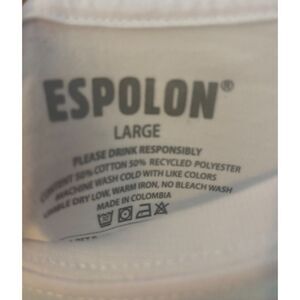 ESPOLON®
LARGE
PLEASE DRINK RESPONSIBLY
CONTENT 50% COTTON 50% RECYCLED POLYESTER
MACHINE WASH COLD WITH LIKE COLORS
TUMBLE DRY LOW, WARM IRON, NO BLEACH WASH
MADE IN COLOMBIA